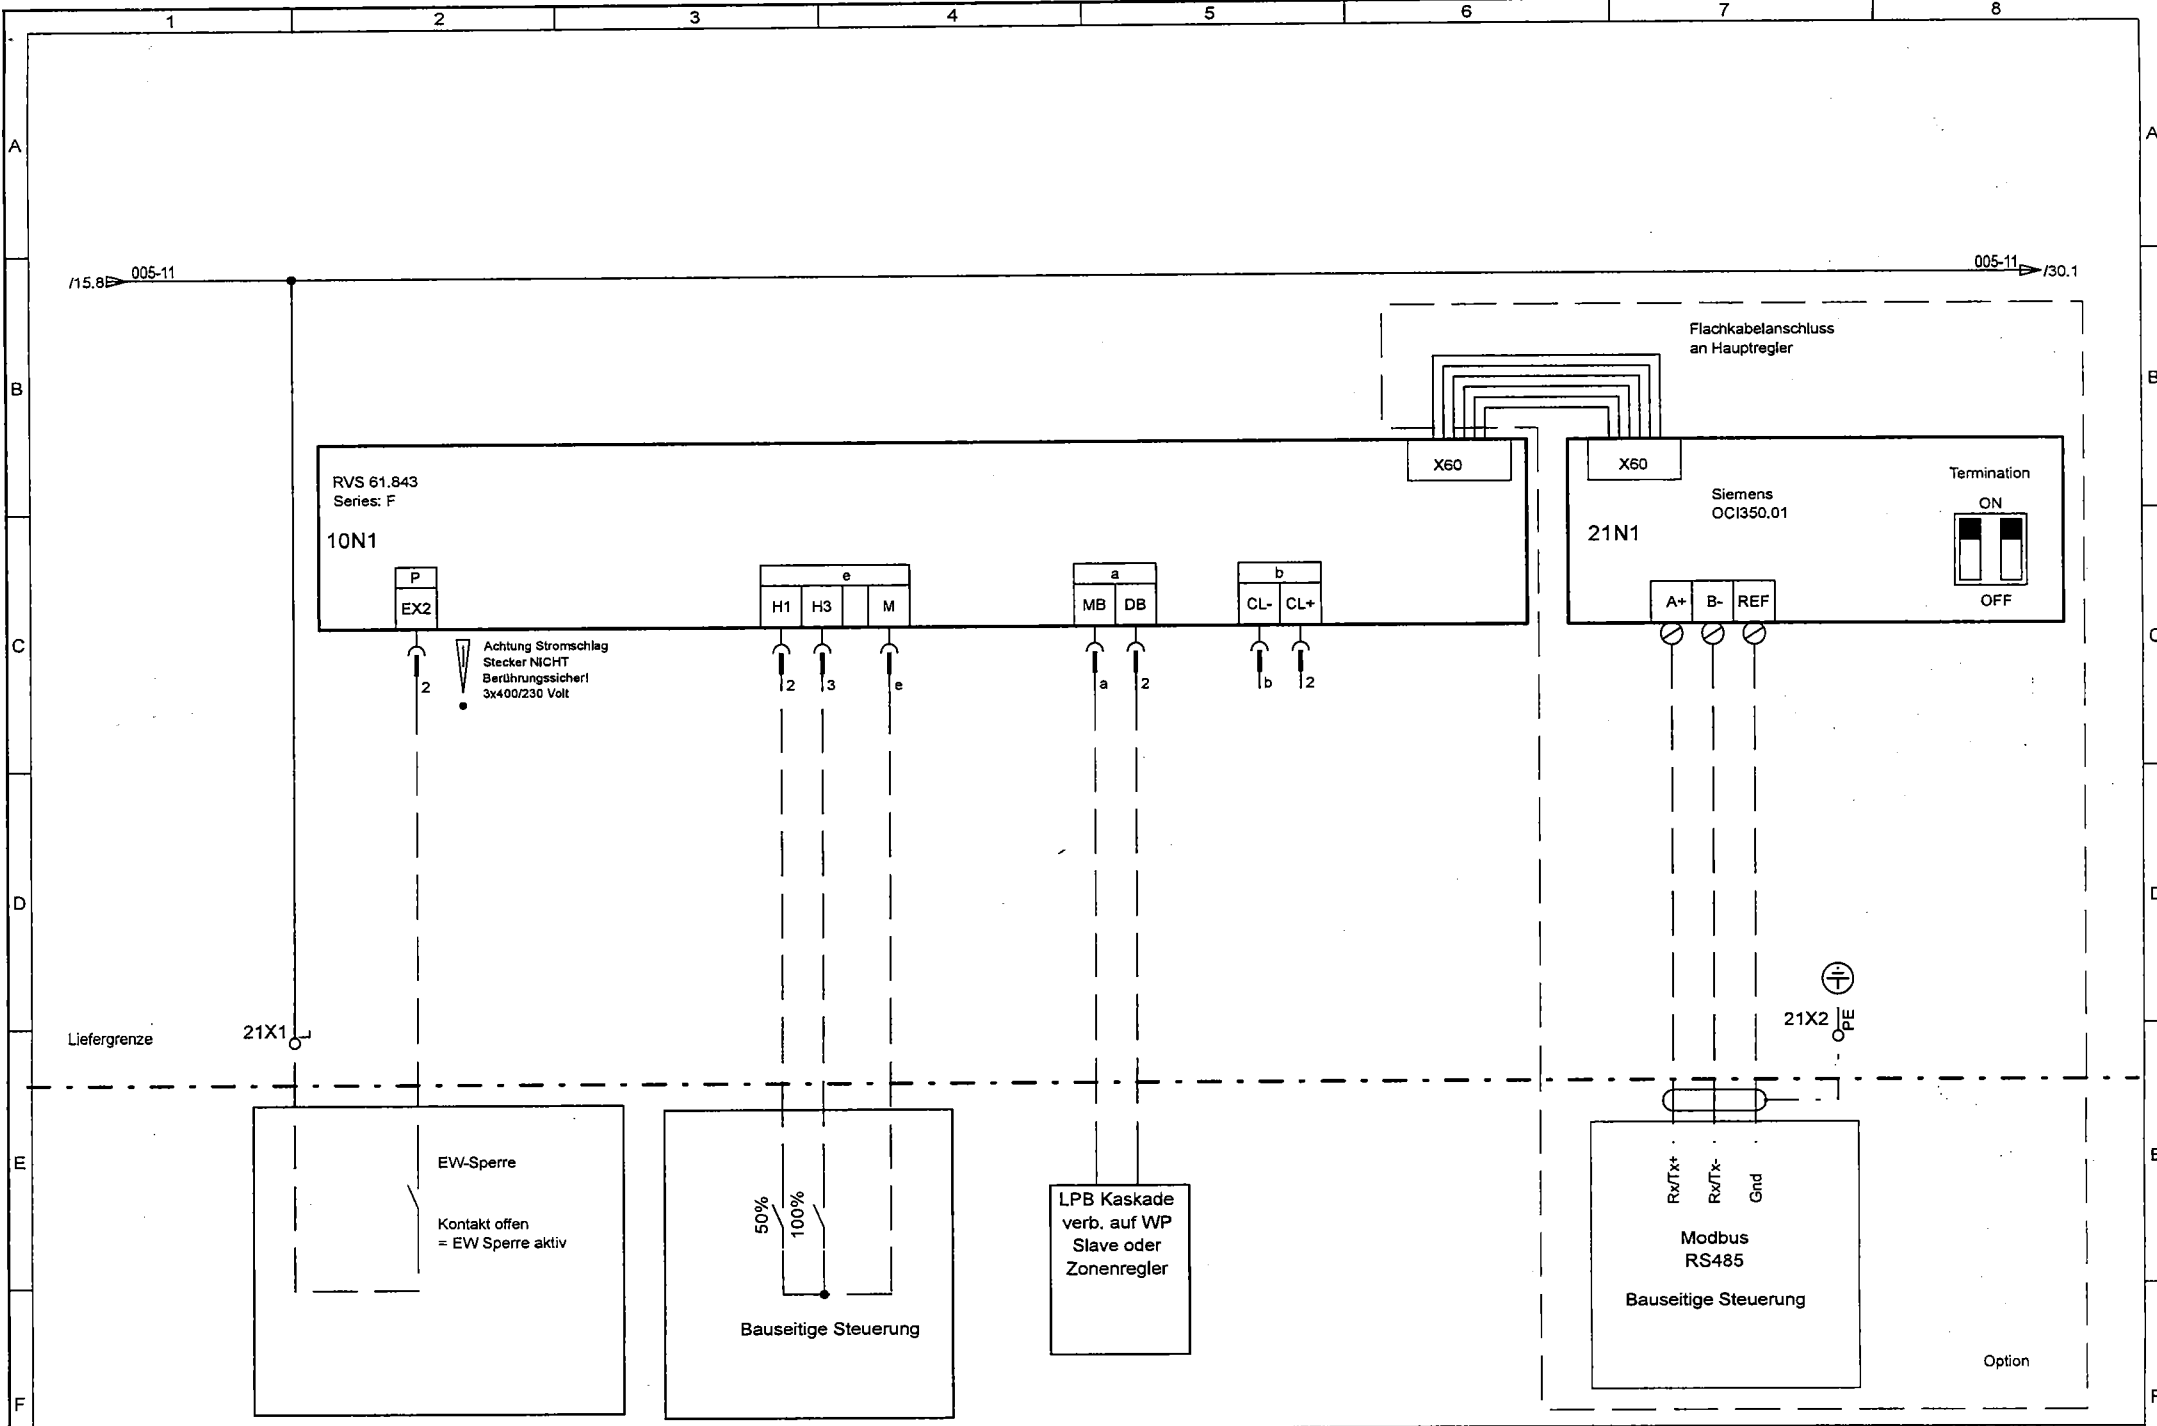 1 2 3 4 5 6 7 8
A A
/15.8 005-11 005-11 /30.1
Flachkabelanschluss
an Hauptregler
B B
X60 X60
RVS 61.843
Series: F
10N1
Siemens
OCI350.01
21N1
Termination
ON
OFF
P
EX2
e
H1 H3 M
a
MB DB
b
CL- CL+
A+ B- REF
C C
Achtung Stromschlag
Stecker NICHT
Berührungssicher!
3x400/230 Volt
2 2 3 e a 2 b 2
D D
Liefergrenze
21X1
21X2
PE
E E
EW-Sperre
Kontakt offen
= EW Sperre aktiv
50%
100%
Bauseitige Steuerung
LPB Kaskade
verb. auf WP
Slave oder
Zonenregler
Rx/Tx+
Rx/Tx-
Gnd
Modbus
RS485
Bauseitige Steuerung
Option
F F